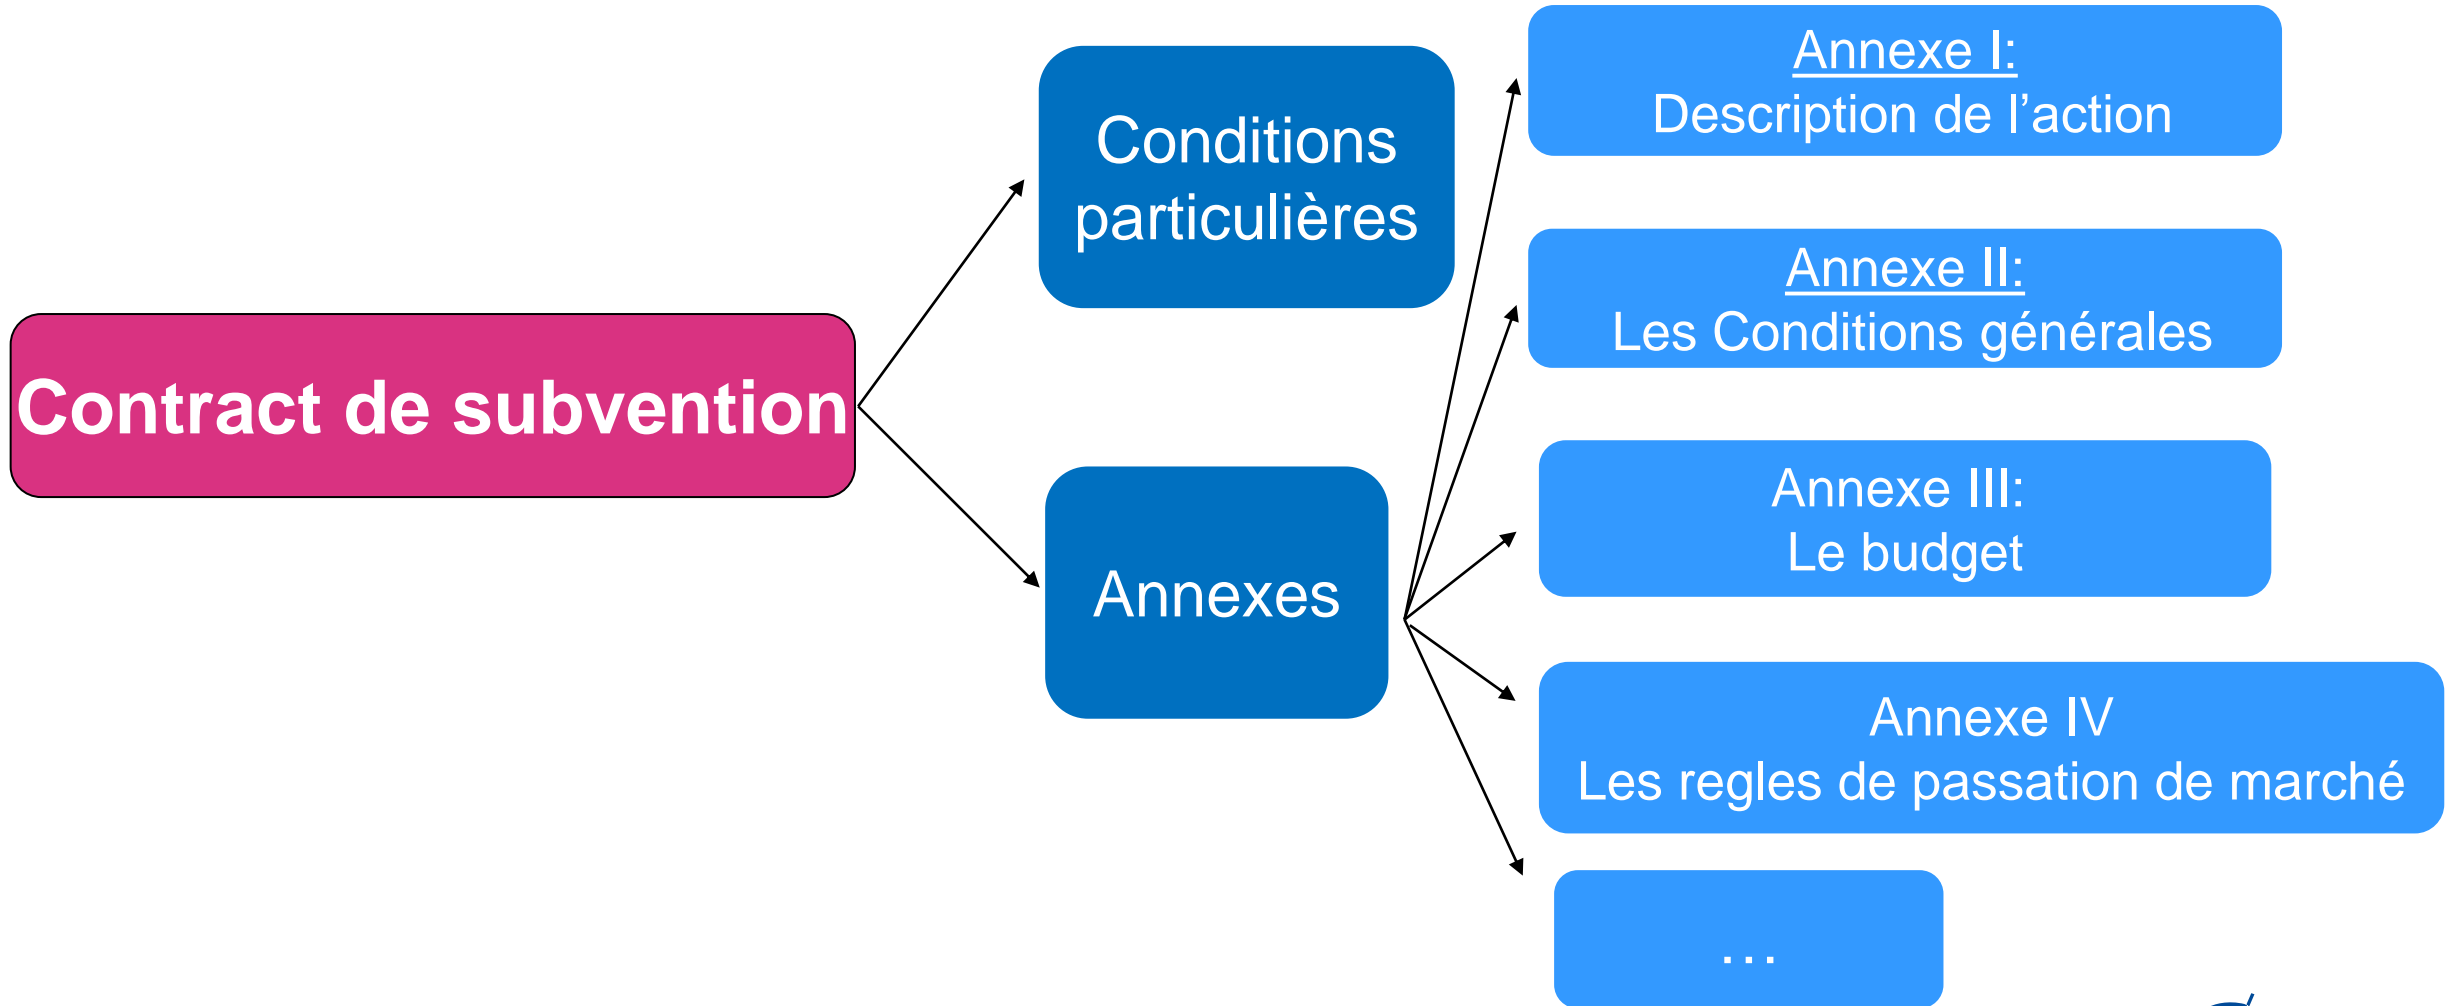 Contract de subvention
Conditions
particulières
Annexes
Annexe I:
Description de l’action
Annexe II:
Les Conditions générales
Annexe III:
Le budget
Annexe IV
Les regles de passation de marché
…